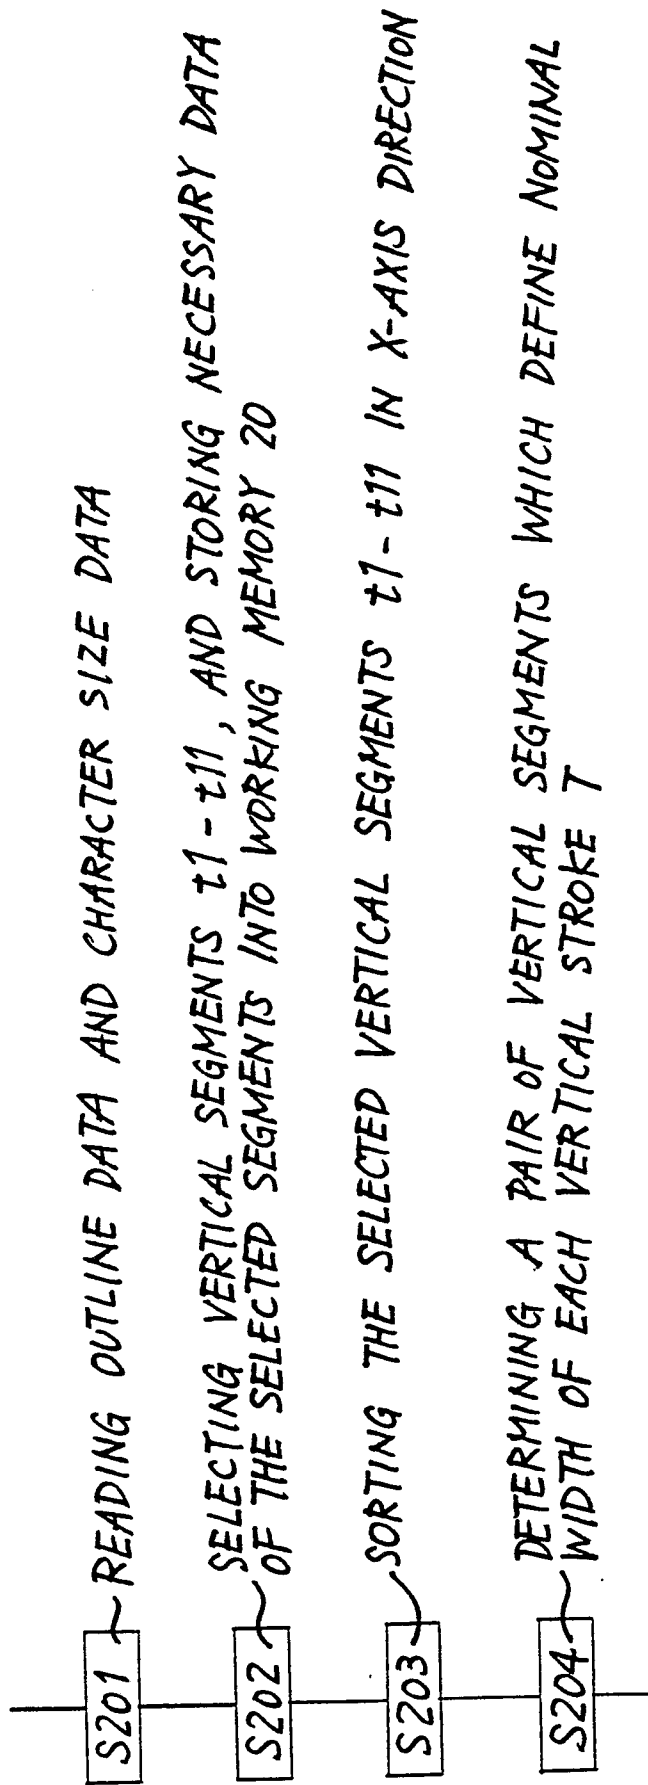 S201 READING OUTLINE DATA AND CHARACTER SIZE DATA
S202 SELECTING VERTICAL SEGMENTS t1-t11, AND STORING NECESSARY DATA
OF THE SELECTED SEGMENTS INTO WORKING MEMORY 20
S203 SORTING THE SELECTED VERTICAL SEGMENTS t1-t11 IN X-AXIS DIRECTION
S204 DETERMINING A PAIR OF VERTICAL SEGMENTS WHICH DEFINE NOMINAL
WIDTH OF EACH VERTICAL STROKE T